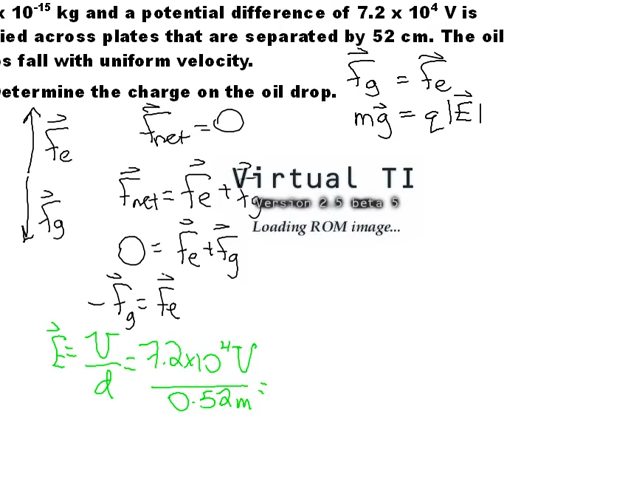 x 10⁻¹⁵ kg and a potential difference of 7.2 x 10⁴ V is
ied across plates that are separated by 52 cm. The oil
s fall with uniform velocity.
etermine the charge on the oil drop.
F⃗g = F⃗e
mg⃗ = q|E⃗|
F⃗e
F⃗net = 0
F⃗g
F⃗net = F⃗e + F⃗g
Virtual TI
Version 2.5 beta 5
Loading ROM image...
0 = F⃗e + F⃗g
-F⃗g = F⃗e
E⃗ = V/d = 7.2x10⁴V/0.52m =